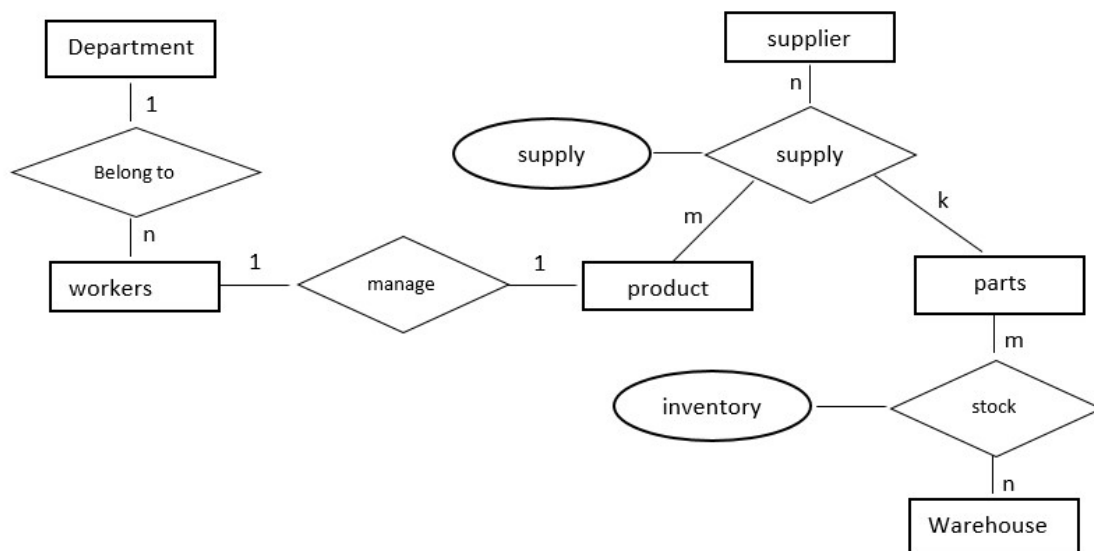 Department
supplier
1
n
supply
supply
Belong to
m
k
n
workers
1
manage
1
product
parts
m
inventory
stock
n
Warehouse